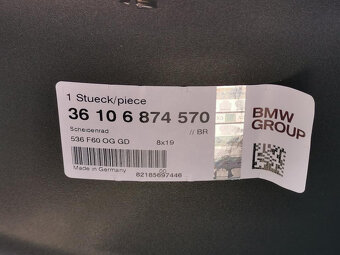 1 Stueck/piece
36 10 6 874 570
Scheibenrad // BR
536 F60 OG GD 8x19
Made in Germany 00
82185697446
BMW
GROUP